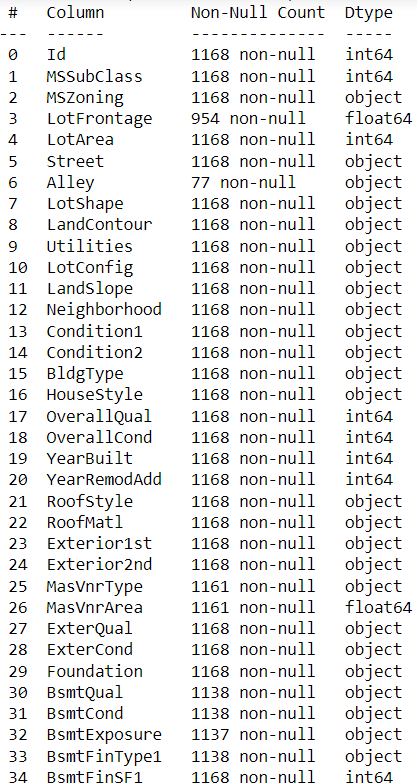 #   Column         Non-Null Count  Dtype
--- ------         --------------  -----
0   Id             1168 non-null   int64
1   MSSubClass     1168 non-null   int64
2   MSZoning       1168 non-null   object
3   LotFrontage    954 non-null    float64
4   LotArea        1168 non-null   int64
5   Street         1168 non-null   object
6   Alley          77 non-null     object
7   LotShape       1168 non-null   object
8   LandContour    1168 non-null   object
9   Utilities      1168 non-null   object
10  LotConfig      1168 non-null   object
11  LandSlope      1168 non-null   object
12  Neighborhood   1168 non-null   object
13  Condition1     1168 non-null   object
14  Condition2     1168 non-null   object
15  BldgType       1168 non-null   object
16  HouseStyle     1168 non-null   object
17  OverallQual    1168 non-null   int64
18  OverallCond    1168 non-null   int64
19  YearBuilt      1168 non-null   int64
20  YearRemodAdd   1168 non-null   int64
21  RoofStyle      1168 non-null   object
22  RoofMatl       1168 non-null   object
23  Exterior1st    1168 non-null   object
24  Exterior2nd    1168 non-null   object
25  MasVnrType     1161 non-null   object
26  MasVnrArea     1161 non-null   float64
27  ExterQual      1168 non-null   object
28  ExterCond      1168 non-null   object
29  Foundation     1168 non-null   object
30  BsmtQual       1138 non-null   object
31  BsmtCond       1138 non-null   object
32  BsmtExposure   1137 non-null   object
33  BsmtFinType1   1138 non-null   object
34  BsmtFinSF1     1168 non-null   int64